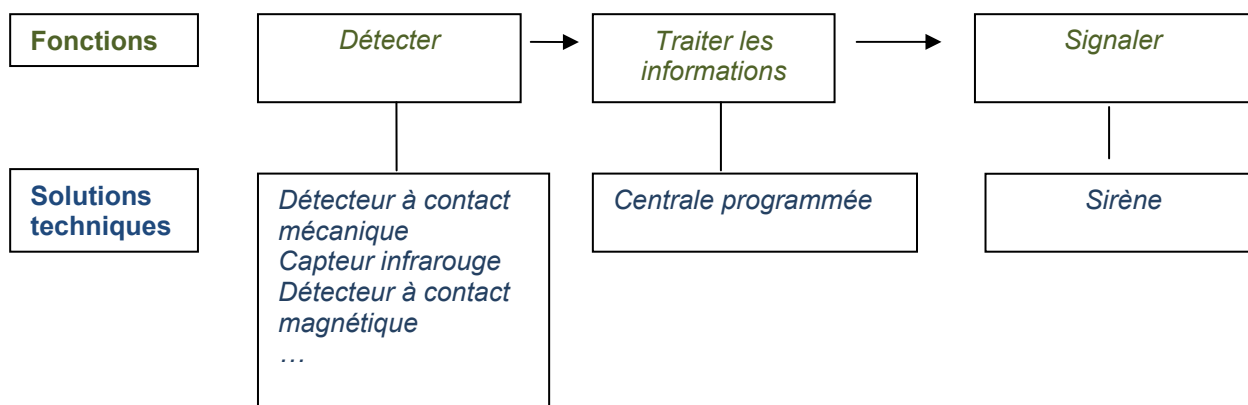 Fonctions
Détecter
Traiter les
informations
Signaler
Solutions
techniques
Détecteur à contact
mécanique
Capteur infrarouge
Détecteur à contact
magnétique
…
Centrale programmée
Sirène